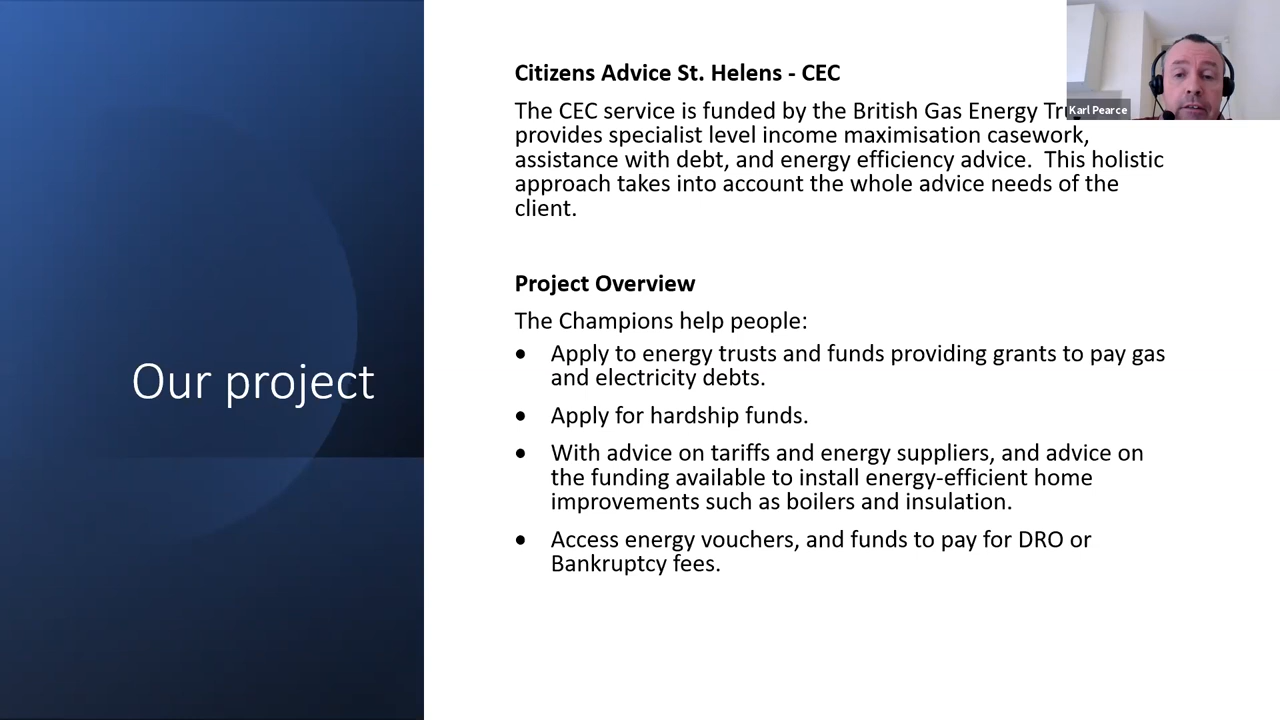 Citizens Advice St. Helens - CEC
Karl Pearce
The CEC service is funded by the British Gas Energy
provides specialist level income maximisation casework,
assistance with debt, and energy efficiency advice. This holistic
approach takes into account the whole advice needs of the
client.
Project Overview
The Champions help people:
• Apply to energy trusts and funds providing grants to pay gas
and electricity debts.
• Apply for hardship funds.
• With advice on tariffs and energy suppliers, and advice on
the funding available to install energy-efficient home
improvements such as boilers and insulation.
• Access energy vouchers, and funds to pay for DRO or
Bankruptcy fees.
Our project